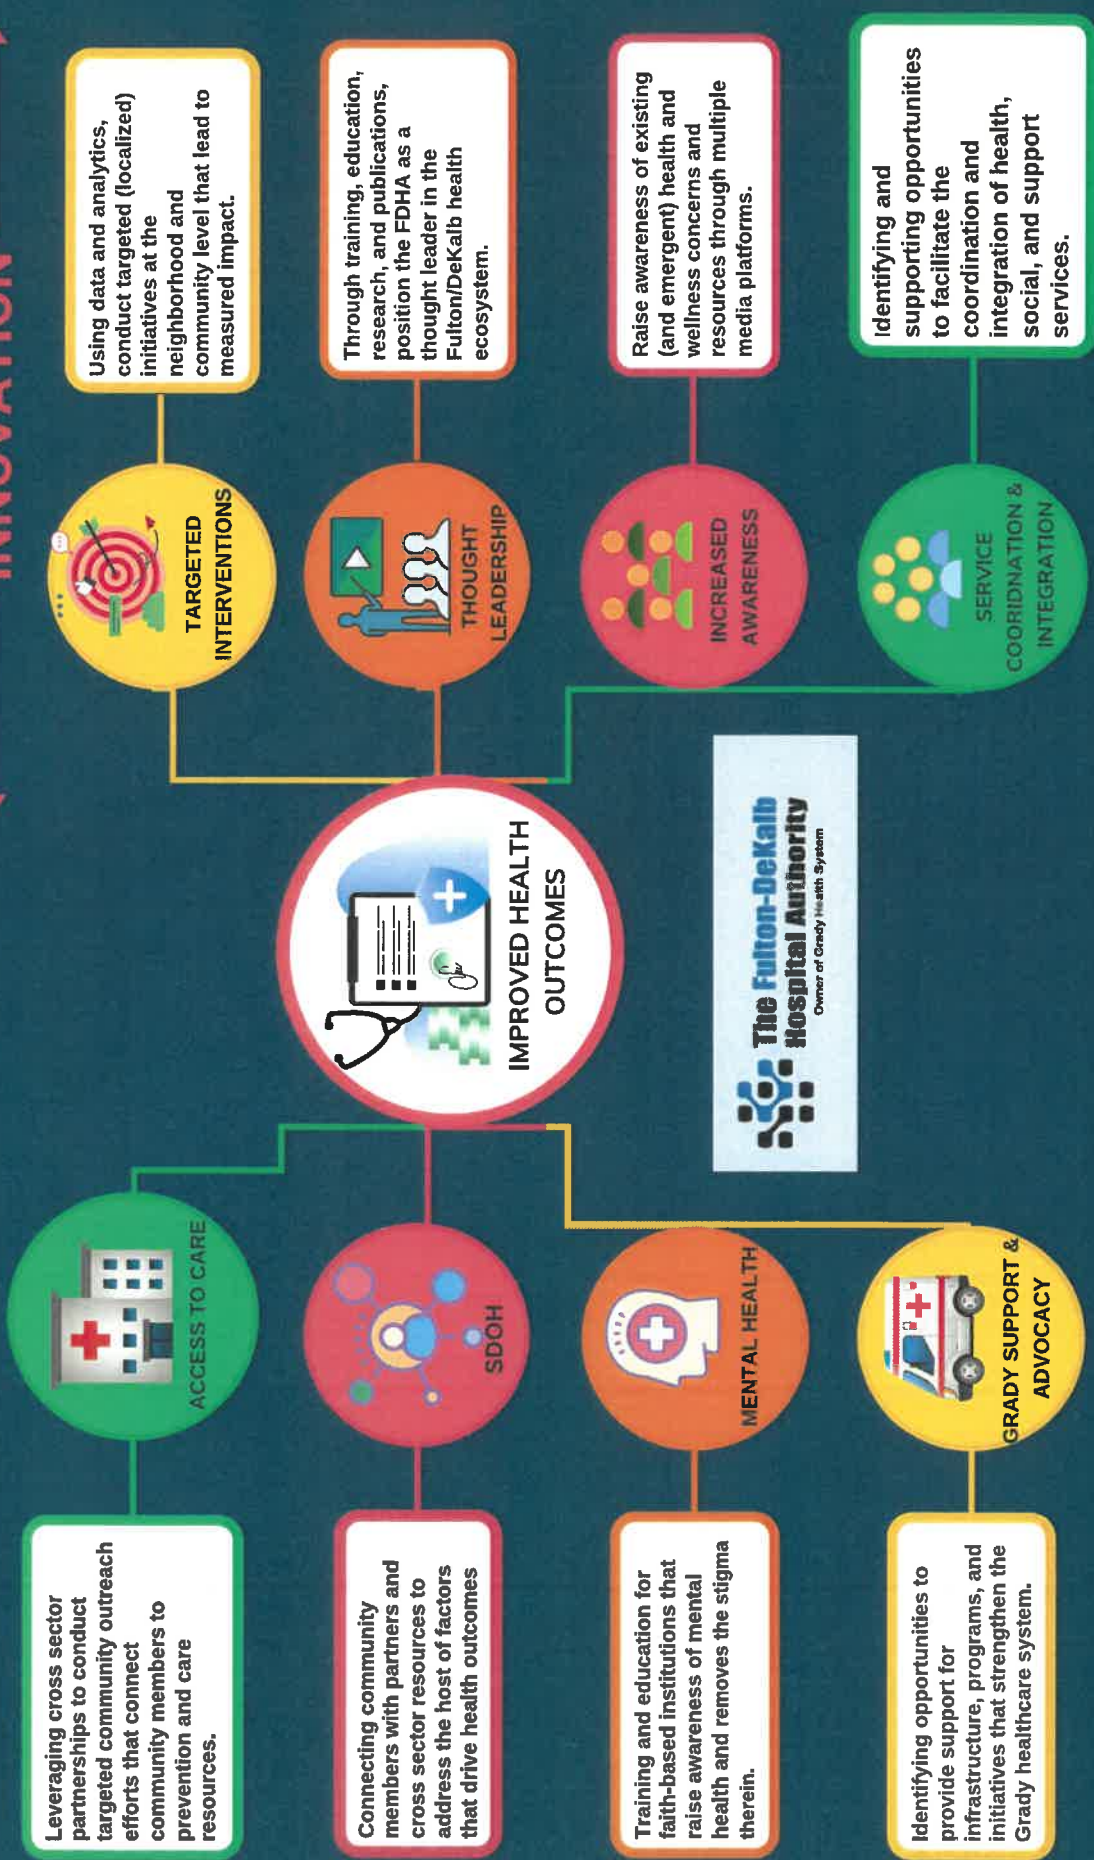 INNOVATION
Leveraging cross sector
partnerships to conduct
targeted community outreach
efforts that connect
community members to
prevention and care
resources.
ACCESS TO CARE
Connecting community
members with partners and
cross sector resources to
address the host of factors
that drive health outcomes
SDOH
Training and education for
faith-based institutions that
raise awareness of mental
health and removes the stigma
therein.
MENTAL HEALTH
Identifying opportunities to
provide support for
infrastructure, programs, and
initiatives that strengthen the
Grady healthcare system.
GRADY SUPPORT &
ADVOCACY
IMPROVED HEALTH
OUTCOMES
The Fulton-DeKalb
Hospital Authority
Owner of Grady Health System
TARGETED
INTERVENTIONS
Using data and analytics,
conduct targeted (localized)
initiatives at the
neighborhood and
community level that lead to
measured impact.
THOUGHT
LEADERSHIP
Through training, education,
research, and publications,
position the FDHA as a
thought leader in the
Fulton/DeKalb health
ecosystem.
INCREASED
AWARENESS
Raise awareness of existing
(and emergent) health and
wellness concerns and
resources through multiple
media platforms.
SERVICE
COORIDNATION &
INTEGRATION
Identifying and
supporting opportunities
to facilitate the
coordination and
integration of health,
social, and support
services.